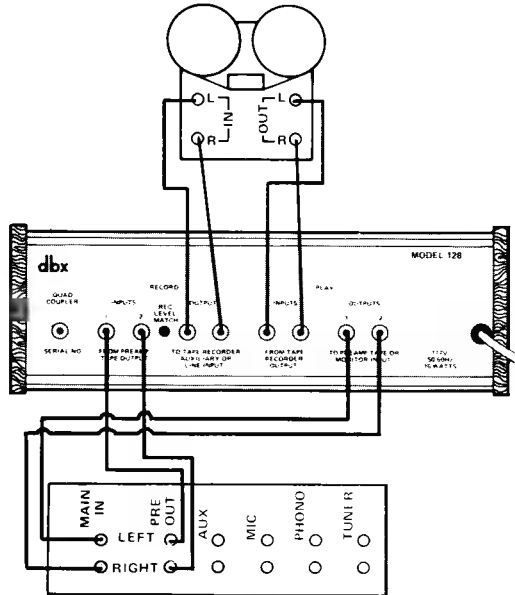 L L
IN OUT
R R
dbx
MODEL 128
RECORD PLAY
QUAD COUPLER
INPUTS
REC LEVEL MATCH
OUTPUT
INPUTS
OUTPUTS
1 2
1 2
SERIAL NO
FROM PREAMP TAPE OUTPUT
TO TAPE RECORDER AUXILIARY OR LINE INPUT
FROM TAPE RECORDER OUTPUT
TO PREAMP TAPE OR MONITOR INPUT
117V
50 60HZ
WATTS
MAIN IN
PRE OUT
AUX
MIC
PHONO
TUNER
LEFT
RIGHT